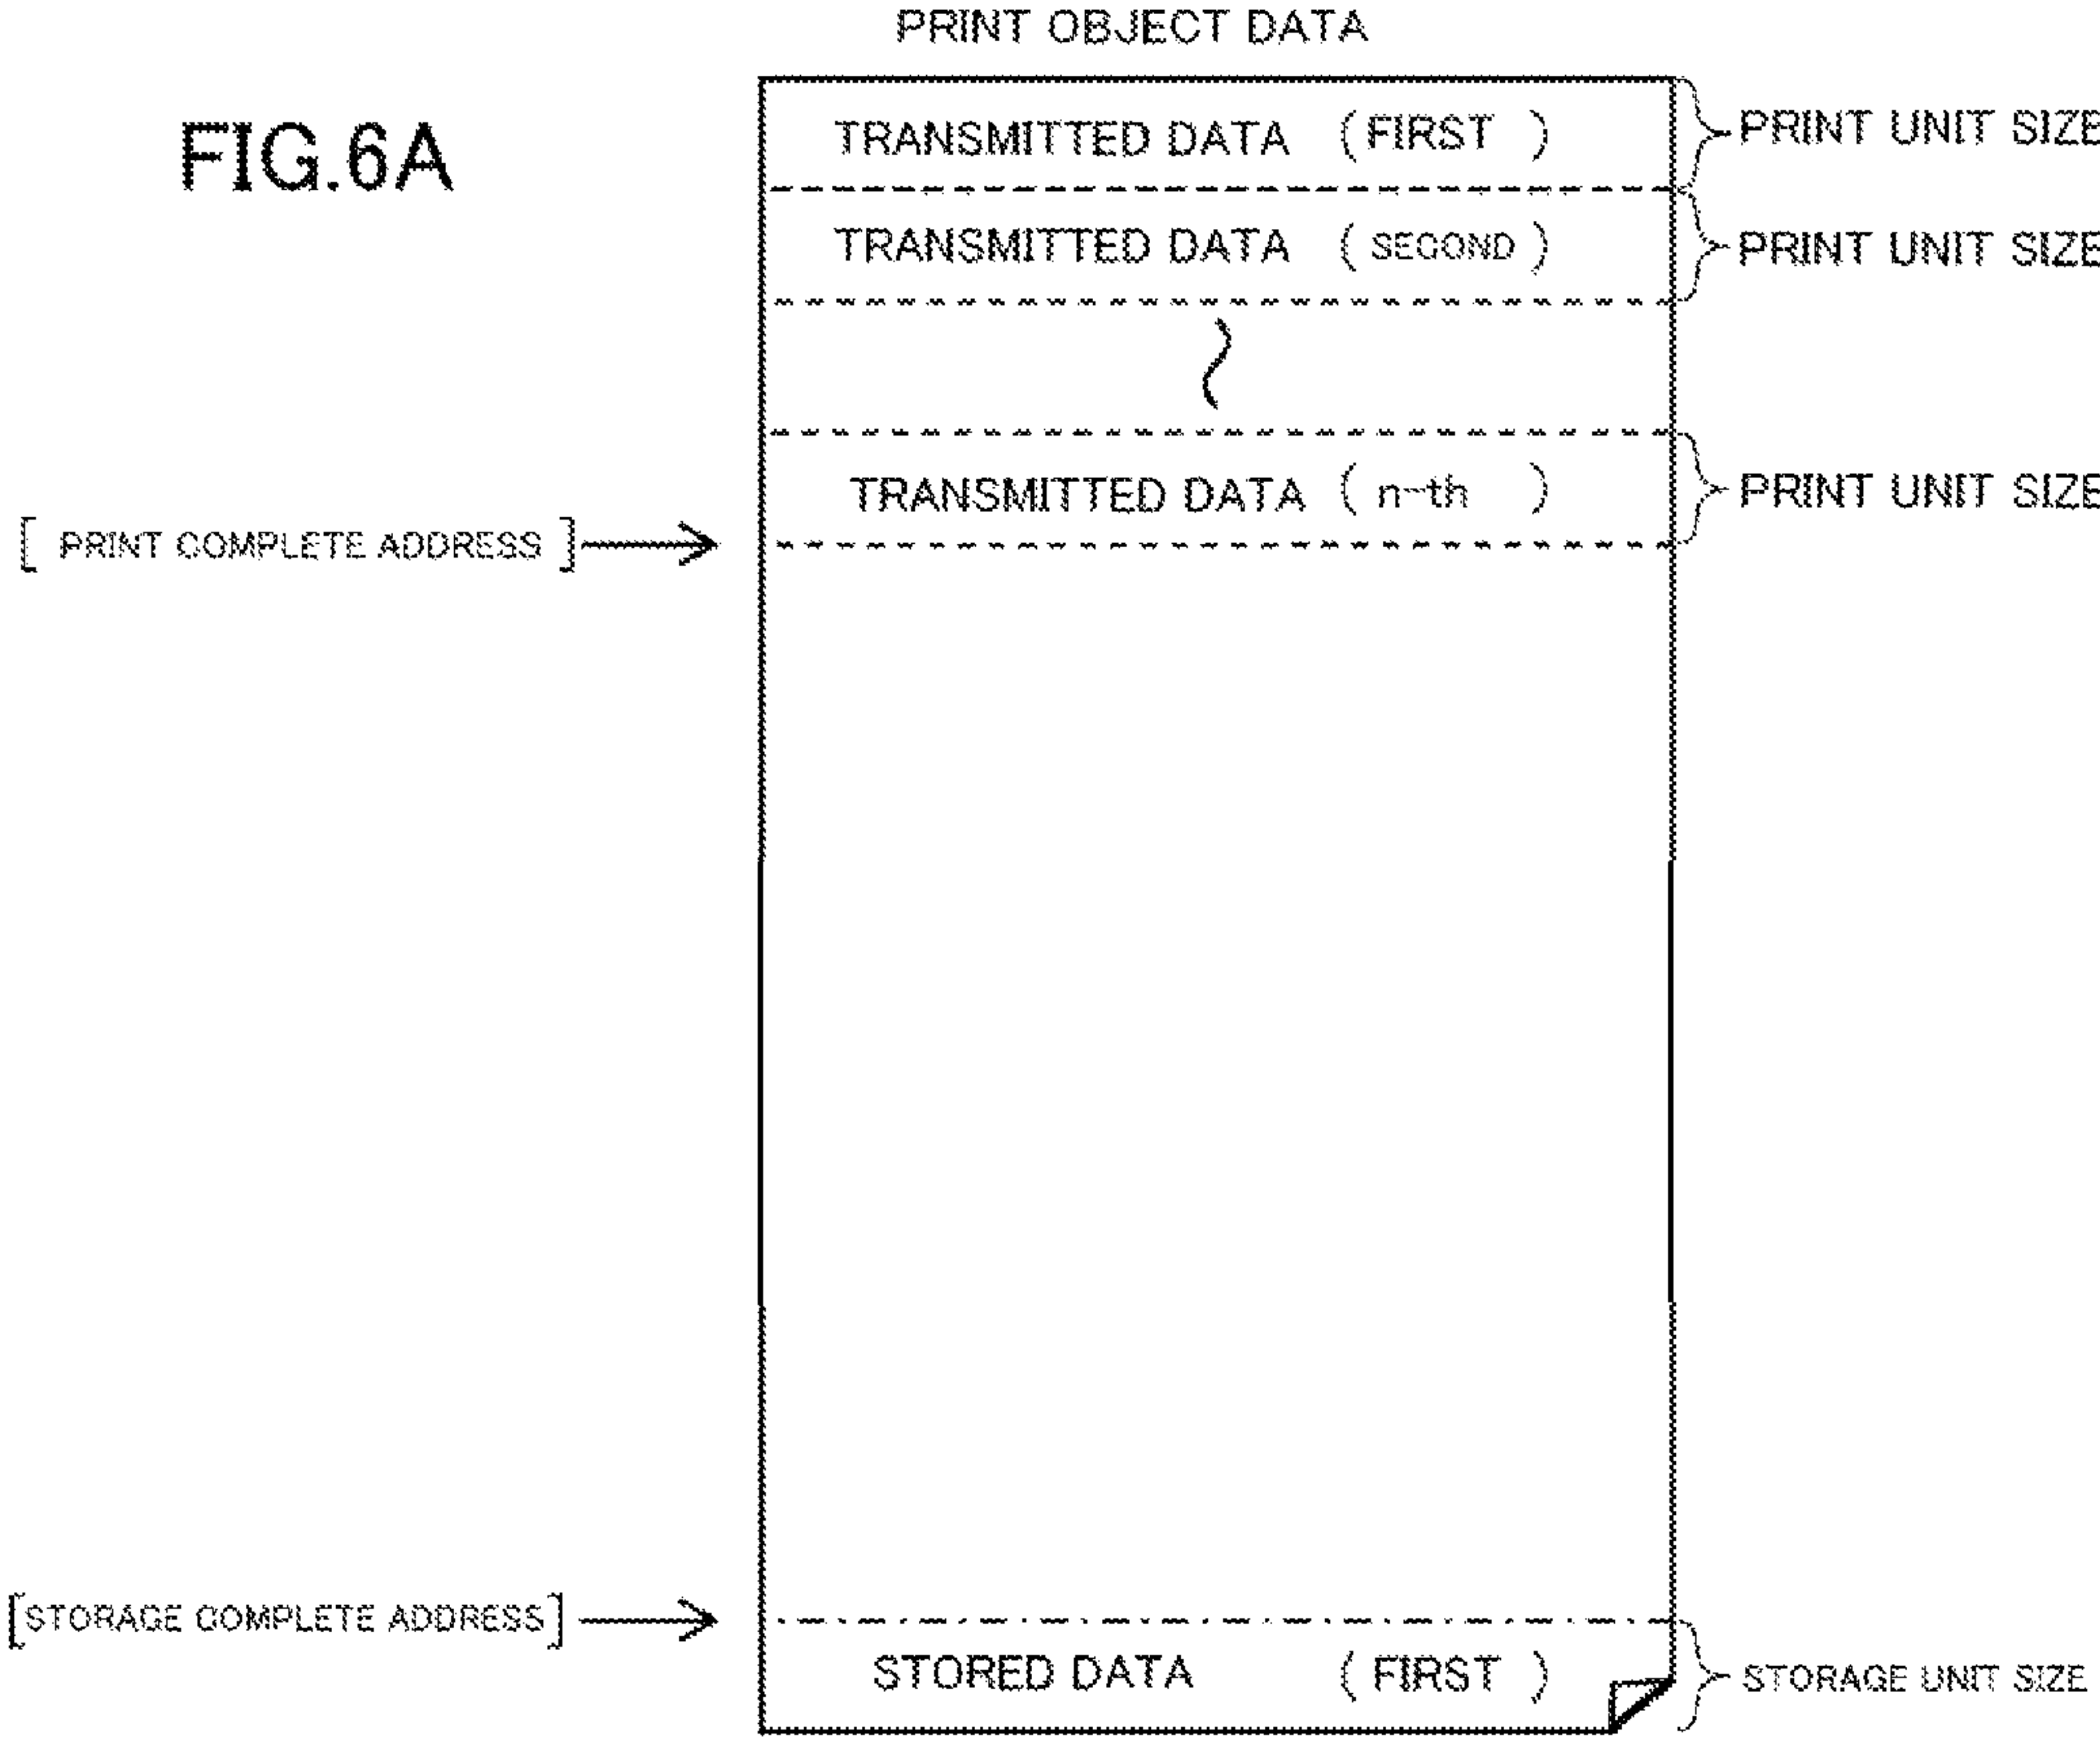 PRINT OBJECT DATA
FIG.6A
TRANSMITTED DATA (FIRST )
PRINT UNIT SIZE
TRANSMITTED DATA (SECOND)
PRINT UNIT SIZE
TRANSMITTED DATA (n-th )
PRINT UNIT SIZE
[ PRINT COMPLETE ADDRESS ]
[STORAGE COMPLETE ADDRESS]
STORED DATA (FIRST )
STORAGE UNIT SIZE